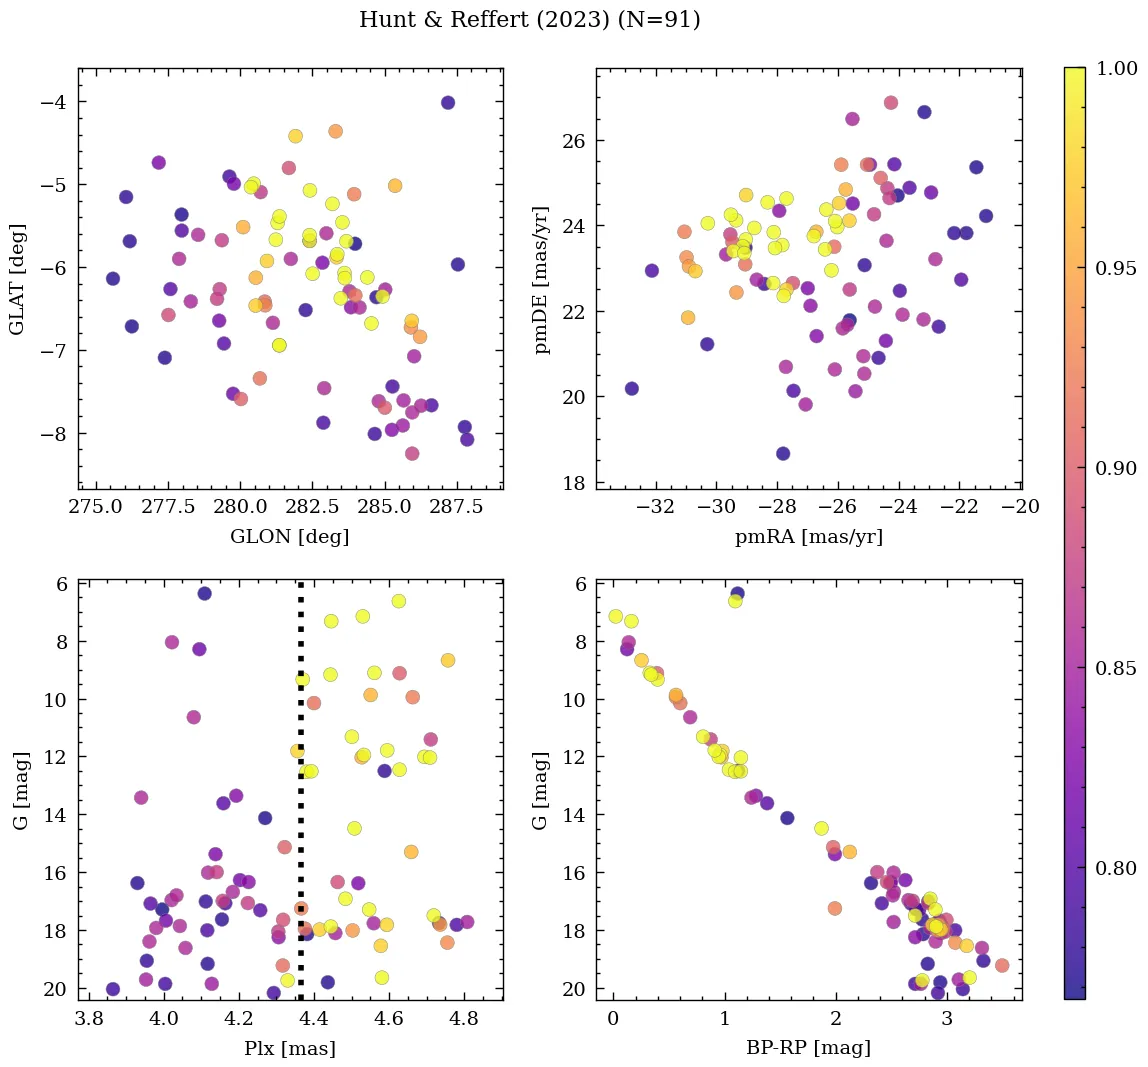 Hunt & Reffert (2023) (N=91)
−4
−5
−6
−7
−8
GLAT [deg]
275.0 277.5 280.0 282.5 285.0 287.5
GLON [deg]
26
24
22
20
18
pmDE [mas/yr]
−32 −30 −28 −26 −24 −22 −20
pmRA [mas/yr]
1.00
0.95
0.90
0.85
0.80
6
8
10
12
14
16
18
20
G [mag]
3.8 4.0 4.2 4.4 4.6 4.8
Plx [mas]
6
8
10
12
14
16
18
20
G [mag]
0 1 2 3
BP-RP [mag]